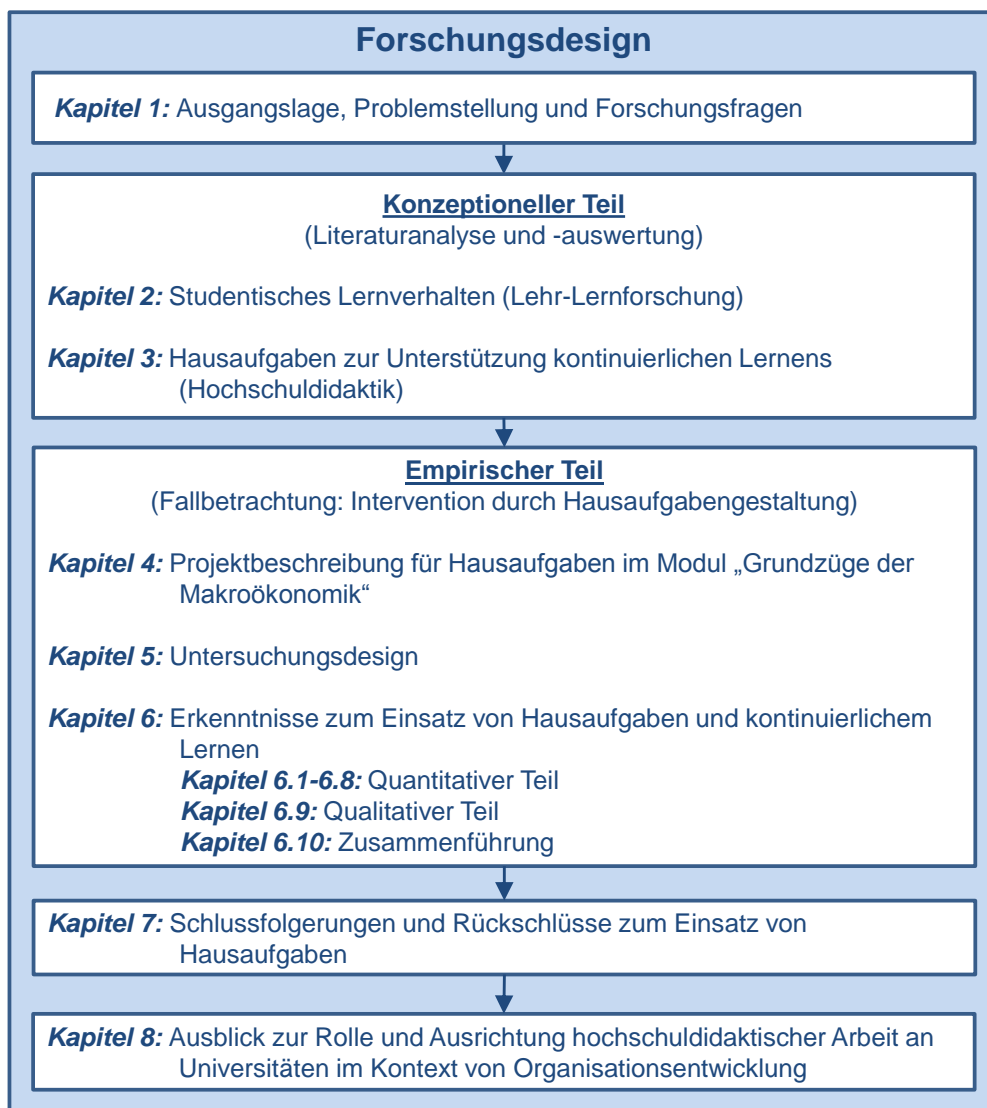 Forschungsdesign
Kapitel 1: Ausgangslage, Problemstellung und Forschungsfragen
Konzeptioneller Teil
(Literaturanalyse und -auswertung)
Kapitel 2: Studentisches Lernverhalten (Lehr-Lernforschung)
Kapitel 3: Hausaufgaben zur Unterstützung kontinuierlichen Lernens
(Hochschuldidaktik)
Empirischer Teil
(Fallbetrachtung: Intervention durch Hausaufgabengestaltung)
Kapitel 4: Projektbeschreibung für Hausaufgaben im Modul „Grundzüge der
Makroökonomik“
Kapitel 5: Untersuchungsdesign
Kapitel 6: Erkenntnisse zum Einsatz von Hausaufgaben und kontinuierlichem
Lernen
Kapitel 6.1-6.8: Quantitativer Teil
Kapitel 6.9: Qualitativer Teil
Kapitel 6.10: Zusammenführung
Kapitel 7: Schlussfolgerungen und Rückschlüsse zum Einsatz von
Hausaufgaben
Kapitel 8: Ausblick zur Rolle und Ausrichtung hochschuldidaktischer Arbeit an
Universitäten im Kontext von Organisationsentwicklung